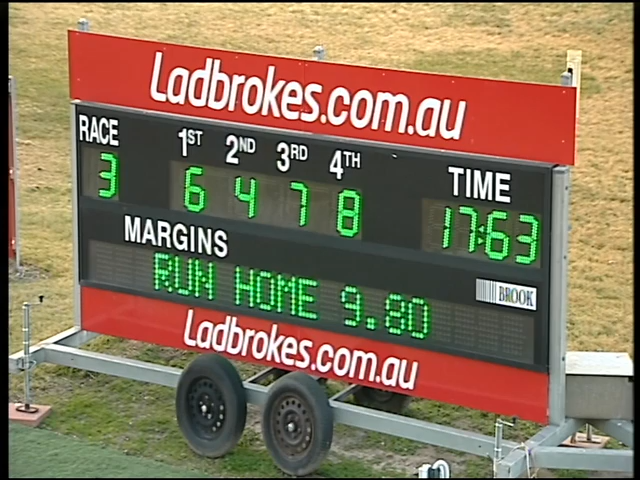 Ladbrokes.com.au
RACE 1ST 2ND 3RD 4TH TIME
3 6 4 7 8 17:63
MARGINS
RUN HOME 9.80
BROOK
Ladbrokes.com.au